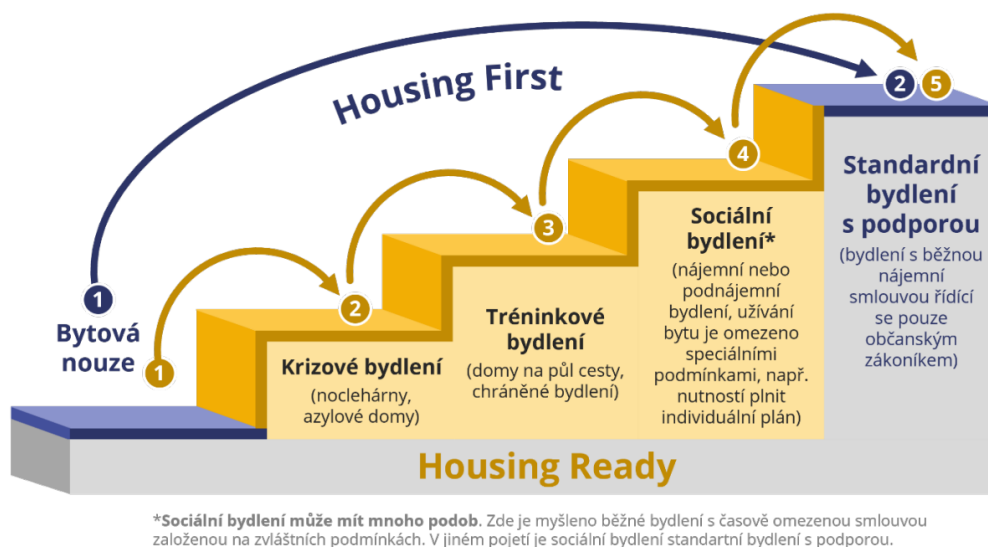 Housing First
1
Bytová
nouze
1
2
Krizové bydlení
(noclehárny,
azylové domy)
3
Tréninkové
bydlení
(domy na půl cesty,
chráněné bydlení)
4
Sociální
bydlení*
(nájemní nebo
podnájemní
bydlení, užívání
bytu je omezeno
speciálními
podmínkami, např.
nutností plnit
individuální plán)
2
5
Standardní
bydlení
s podporou
(bydlení s běžnou
nájemní
smlouvou řídící
se pouze
občanským
zákoníkem)
Housing Ready
*Sociální bydlení může mít mnoho podob. Zde je myšleno běžné bydlení s časově omezenou smlouvou
založenou na zvláštních podmínkách. V jiném pojetí je sociální bydlení standartní bydlení s podporou.